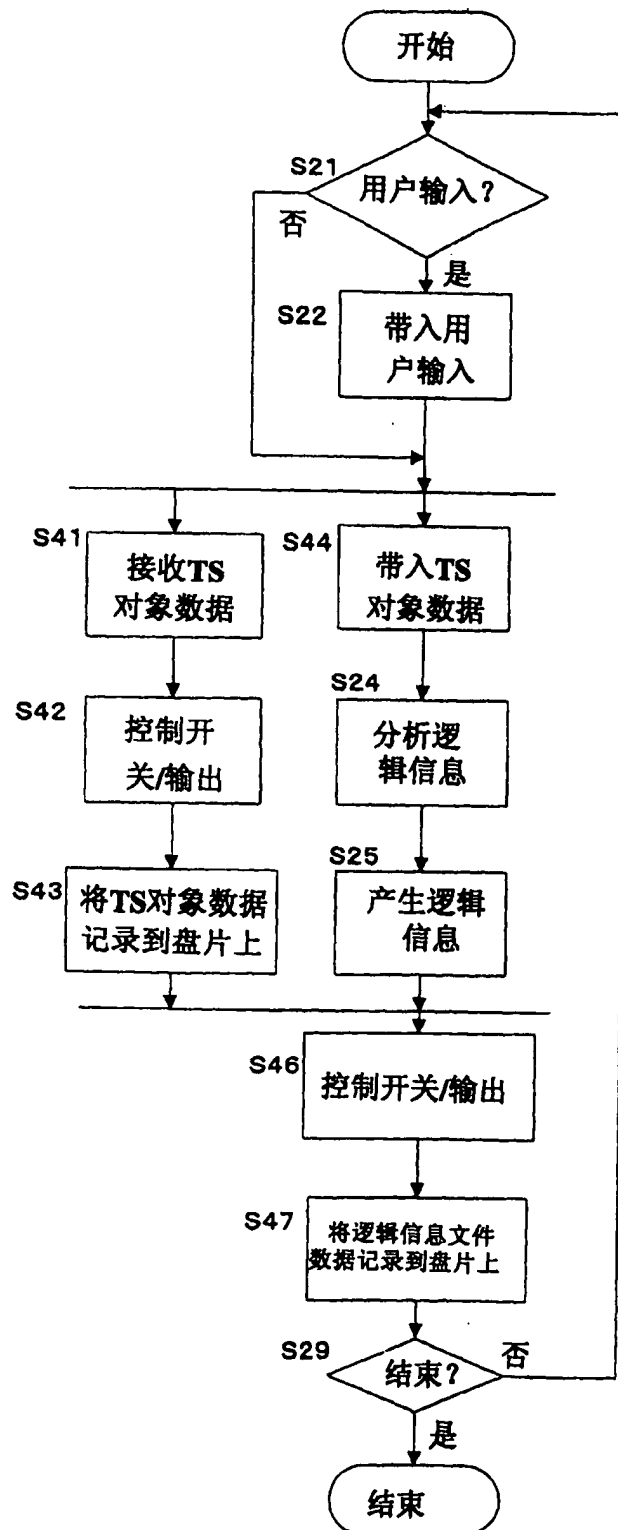 开始
S21
用户输入?
否
是
S22
带入用
户输入
S41
接收TS
对象数据
S44
带入TS
对象数据
S42
控制开
关/输出
S24
分析逻
辑信息
S43
将TS对象数据
记录到盘片上
S25
产生逻辑
信息
S46
控制开关/输出
S47
将逻辑信息文件
数据记录到盘片上
S29
结束?
否
是
结束